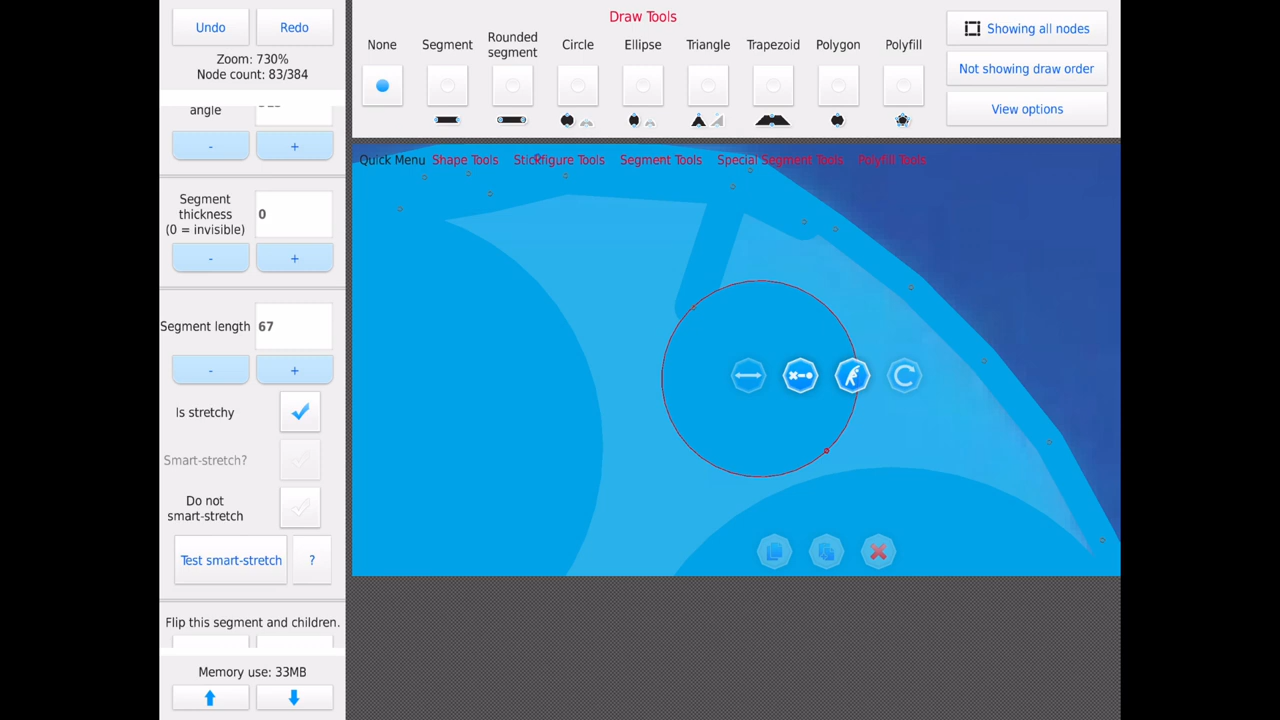 Undo
Redo
Zoom: 730%
Node count: 83/384
angle
-
+
Segment
thickness
(0 = invisible)
0
-
+
Segment length
67
-
+
Is stretchy
Smart-stretch?
Do not
smart-stretch
Test smart-stretch
?
Flip this segment and children.
Memory use: 33MB
Draw Tools
None
Segment
Rounded
segment
Circle
Ellipse
Triangle
Trapezoid
Polygon
Polyfill
Showing all nodes
Not showing draw order
View options
Quick Menu
Shape Tools
Stickfigure Tools
Segment Tools
Special Segment Tools
Polyfill Tools